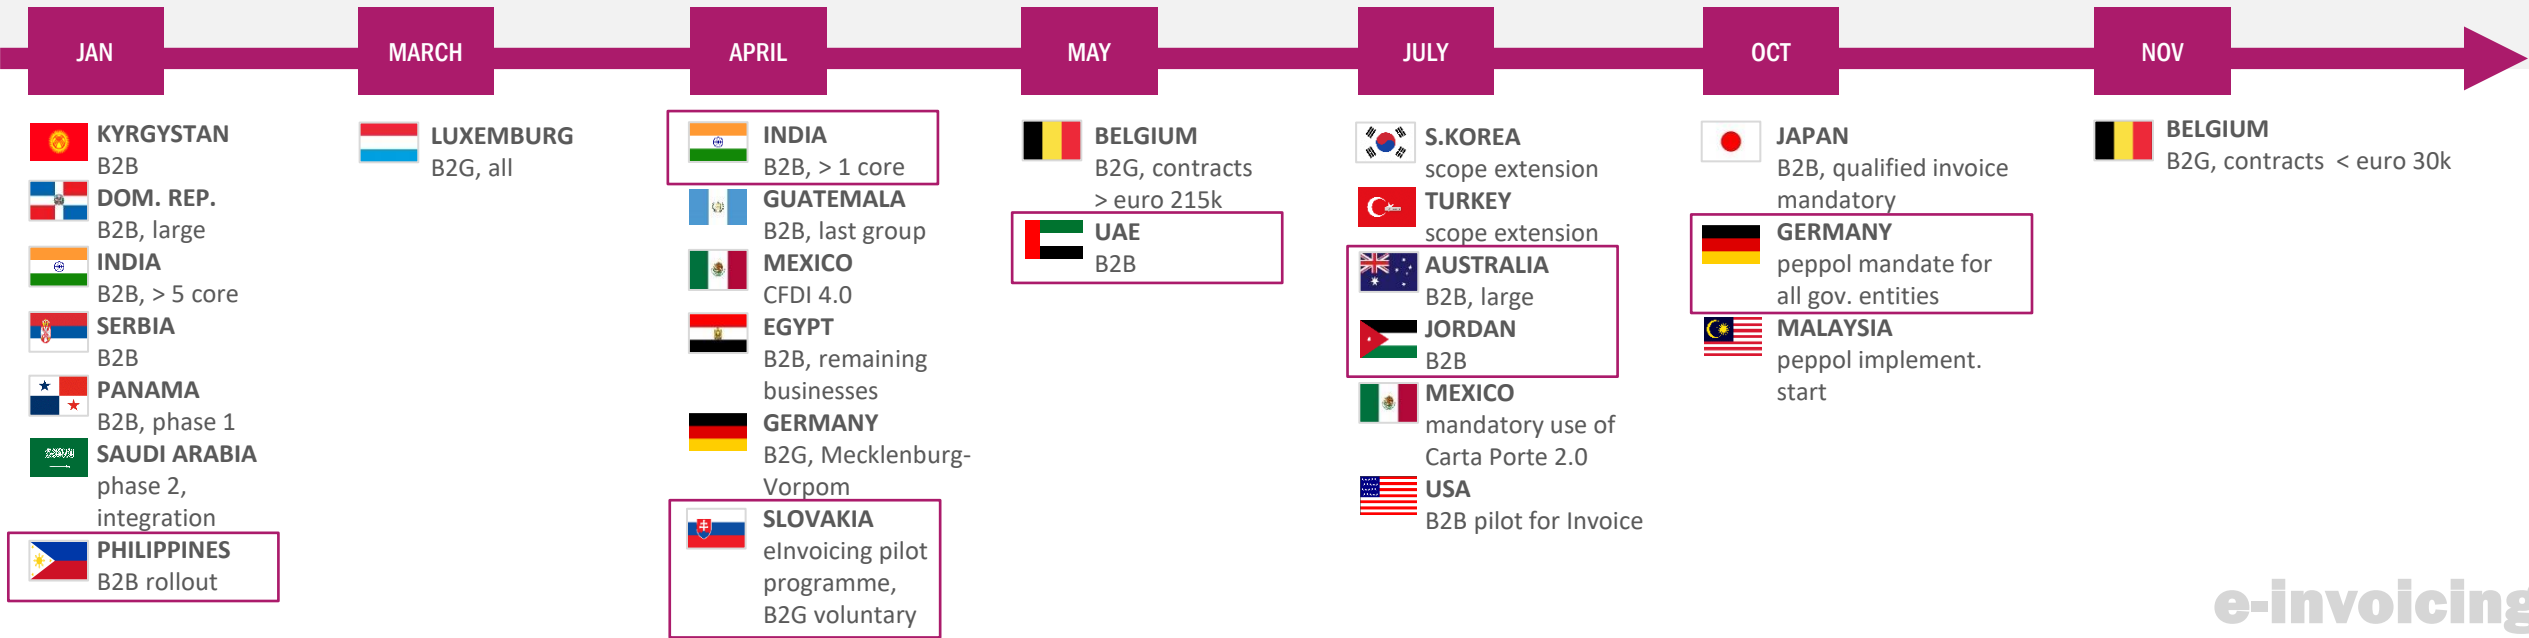 JAN
MARCH
APRIL
MAY
JULY
OCT
NOV
KYRGYSTAN
B2B
DOM. REP.
B2B, large
INDIA
B2B, > 5 core
SERBIA
B2B
PANAMA
B2B, phase 1
SAUDI ARABIA
phase 2,
integration
PHILIPPINES
B2B rollout
LUXEMBURG
B2G, all
INDIA
B2B, > 1 core
GUATEMALA
B2B, last group
MEXICO
CFDI 4.0
EGYPT
B2B, remaining
businesses
GERMANY
B2G, Mecklenburg-
Vorpom
SLOVAKIA
eInvoicing pilot
programme,
B2G voluntary
BELGIUM
B2G, contracts
> euro 215k
UAE
B2B
S.KOREA
scope extension
TURKEY
scope extension
AUSTRALIA
B2B, large
JORDAN
B2B
MEXICO
mandatory use of
Carta Porte 2.0
USA
B2B pilot for Invoice
JAPAN
B2B, qualified invoice
mandatory
GERMANY
peppol mandate for
all gov. entities
MALAYSIA
peppol implement.
start
BELGIUM
B2G, contracts < euro 30k
e-invoicing